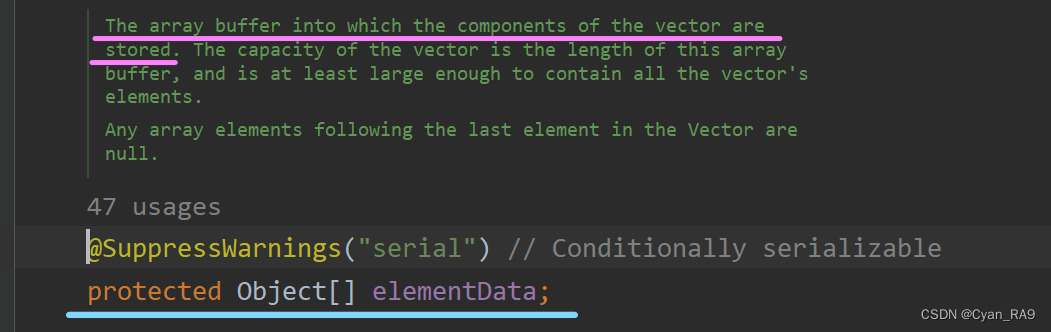 The array buffer into which the components of the vector are
stored. The capacity of the vector is the length of this array
buffer, and is at least large enough to contain all the vector's
elements.
Any array elements following the last element in the Vector are
null.
47 usages
@SuppressWarnings("serial") // Conditionally serializable
protected Object[] elementData;
CSDN @Cyan_RA9